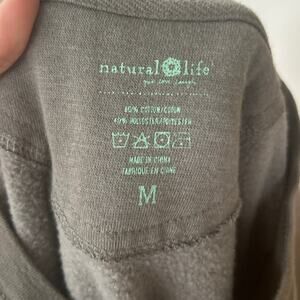 natural life
60% COTTON/COTON
40% POLYESTER/POLYESTER
MADE IN CHINA
FABRIQUÉ EN CHINE
M